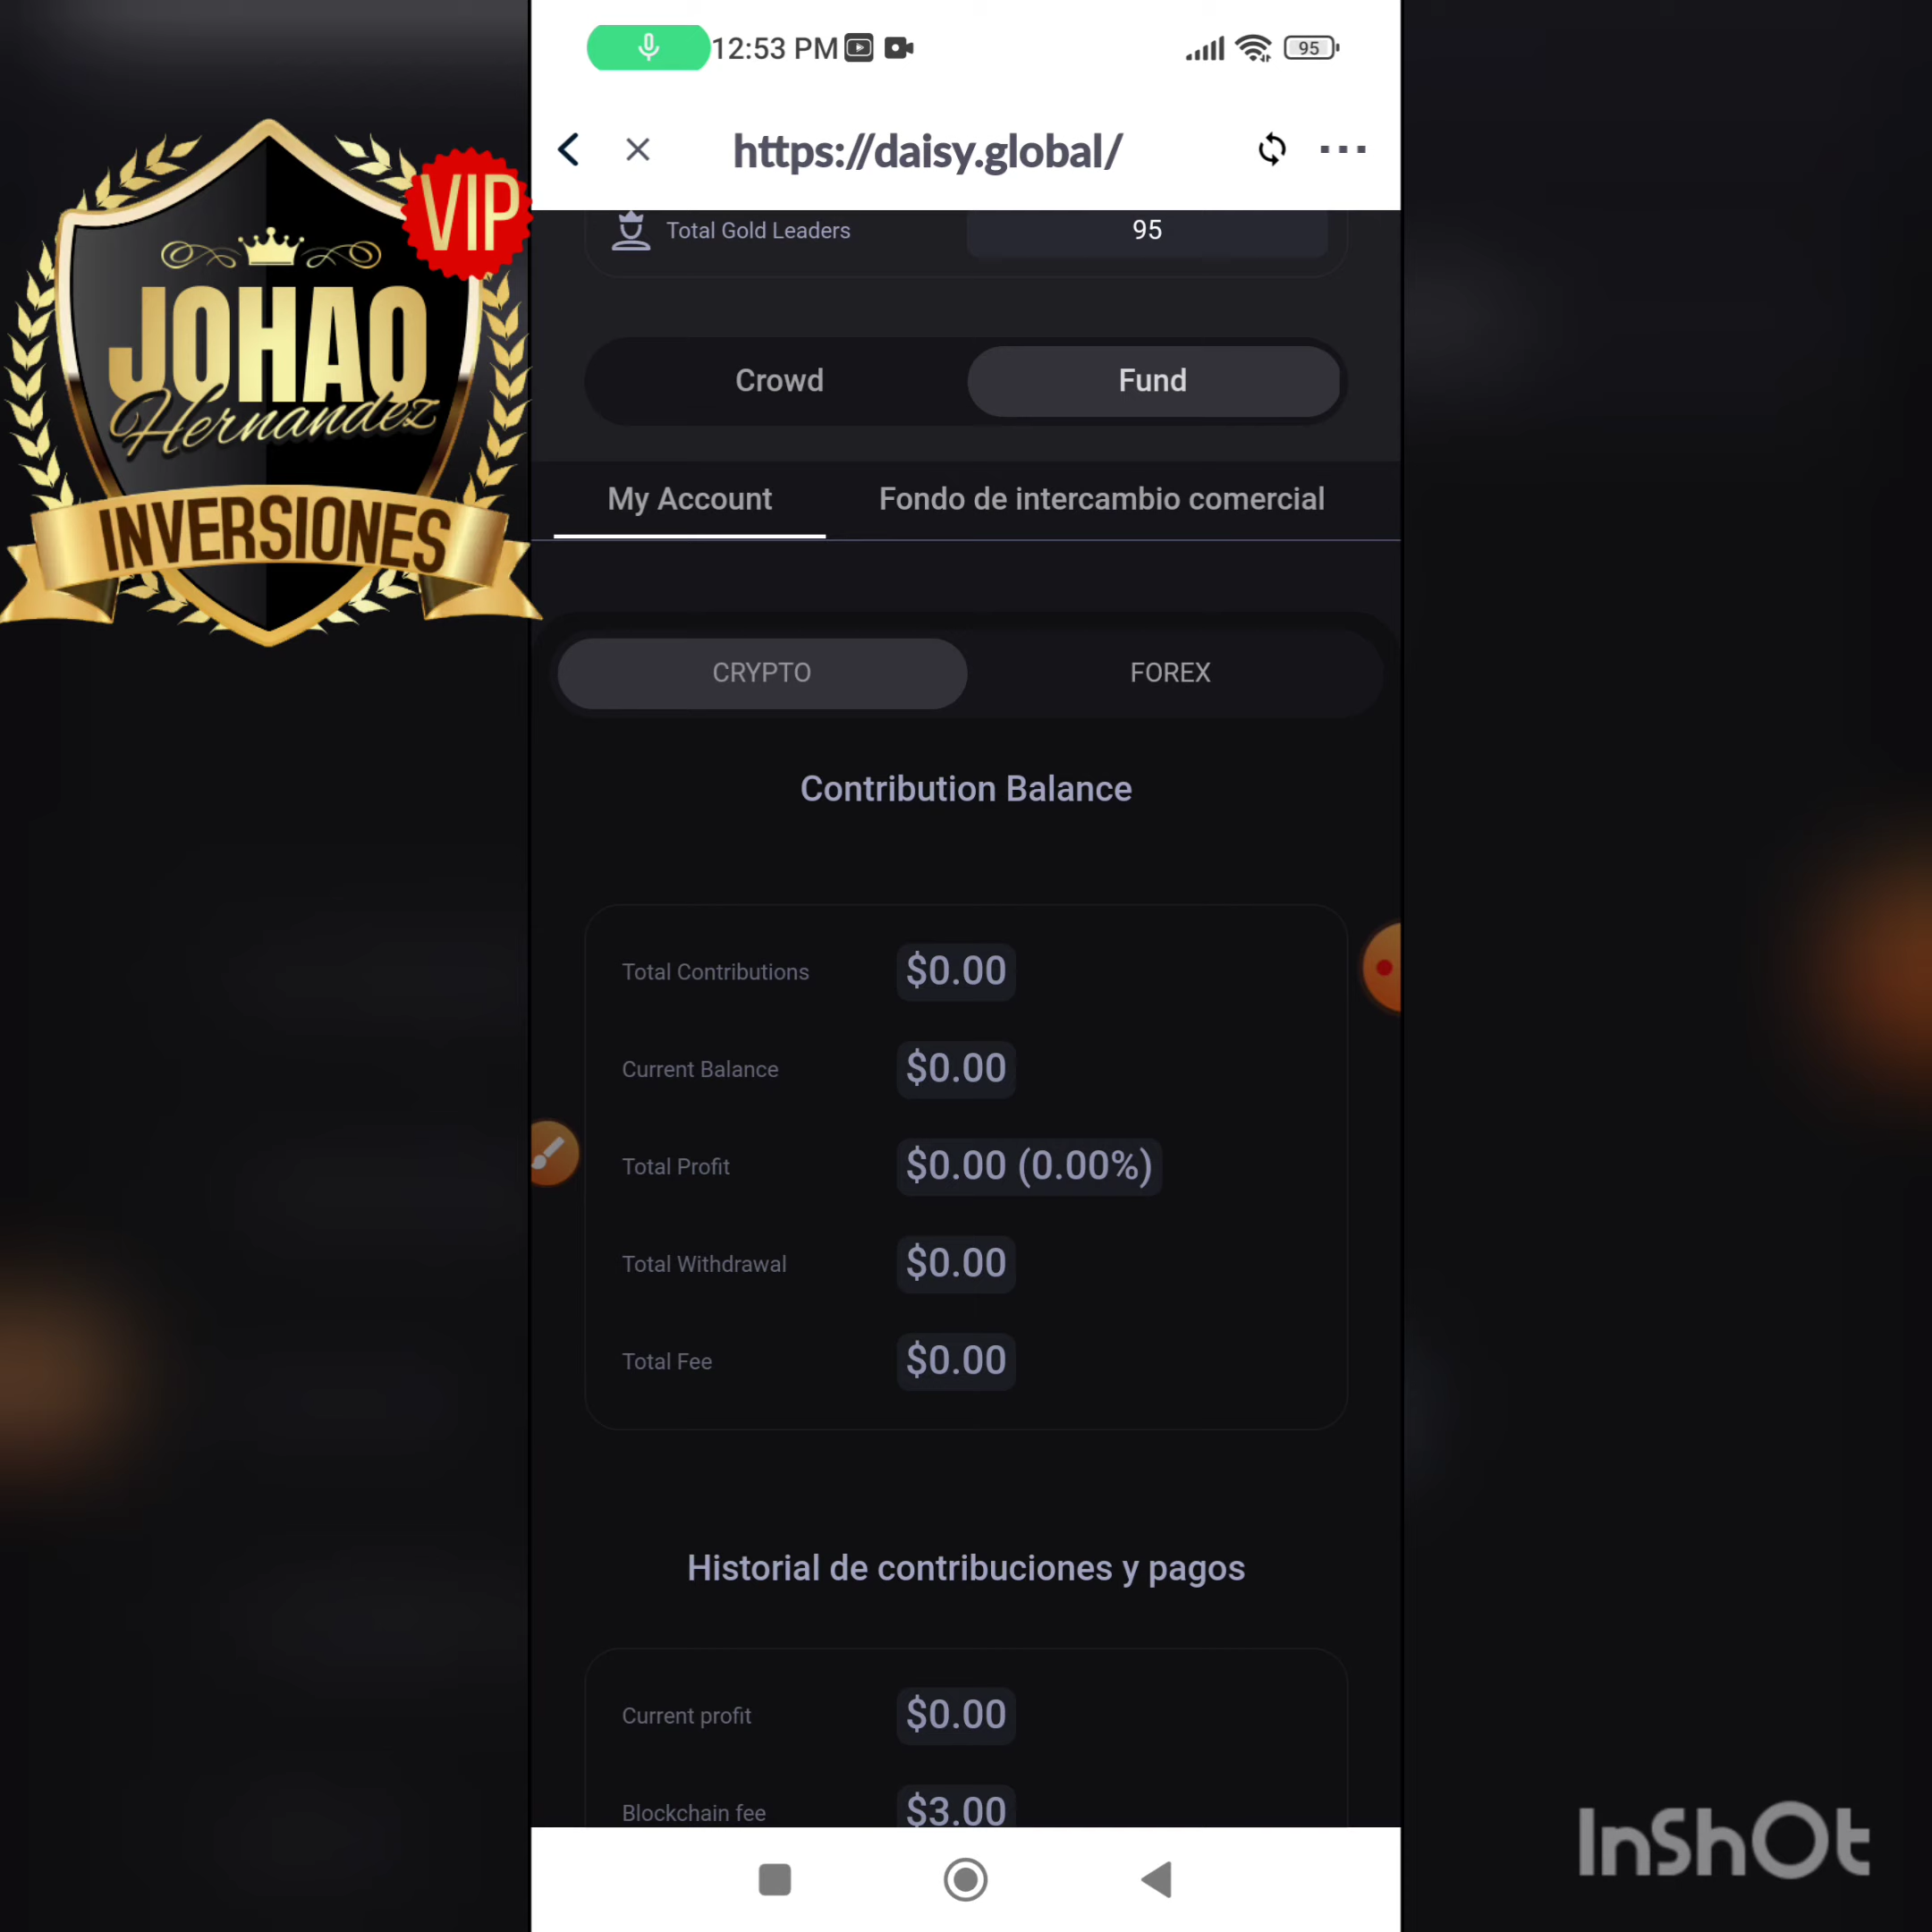 VIP
JOHAO
Hernandez
INVERSIONES
12:53 PM
95
https://daisy.global/
Total Gold Leaders 95
Crowd Fund
My Account Fondo de intercambio comercial
CRYPTO FOREX
Contribution Balance
Total Contributions $0.00
Current Balance $0.00
Total Profit $0.00 (0.00%)
Total Withdrawal $0.00
Total Fee $0.00
Historial de contribuciones y pagos
Current profit $0.00
Blockchain fee $3.00
InShOt